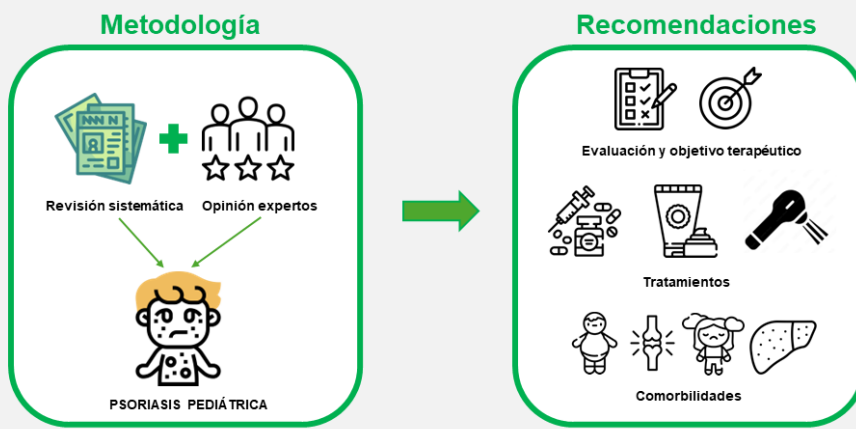 Metodología
Recomendaciones
Revisión sistemática
Opinión expertos
PSORIASIS PEDIÁTRICA
Evaluación y objetivo terapéutico
Tratamientos
Comorbilidades